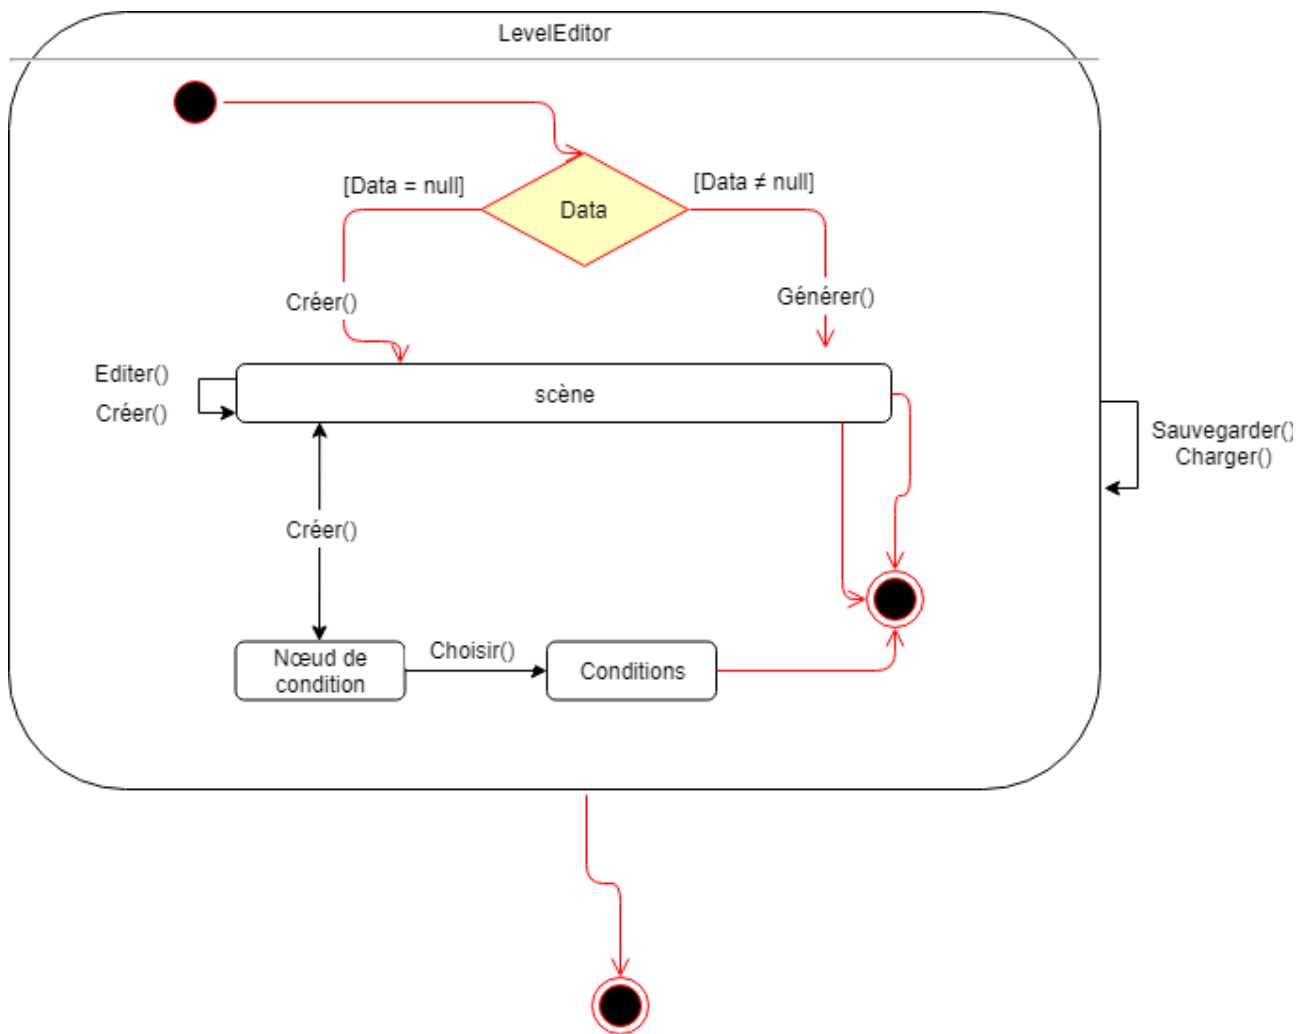 LevelEditor
[Data = null]
[Data ≠ null]
Data
Créer()
Générer()
Editer()
Créer()
scène
Sauvegarder()
Charger()
Créer()
Nœud de
condition
Choisir()
Conditions